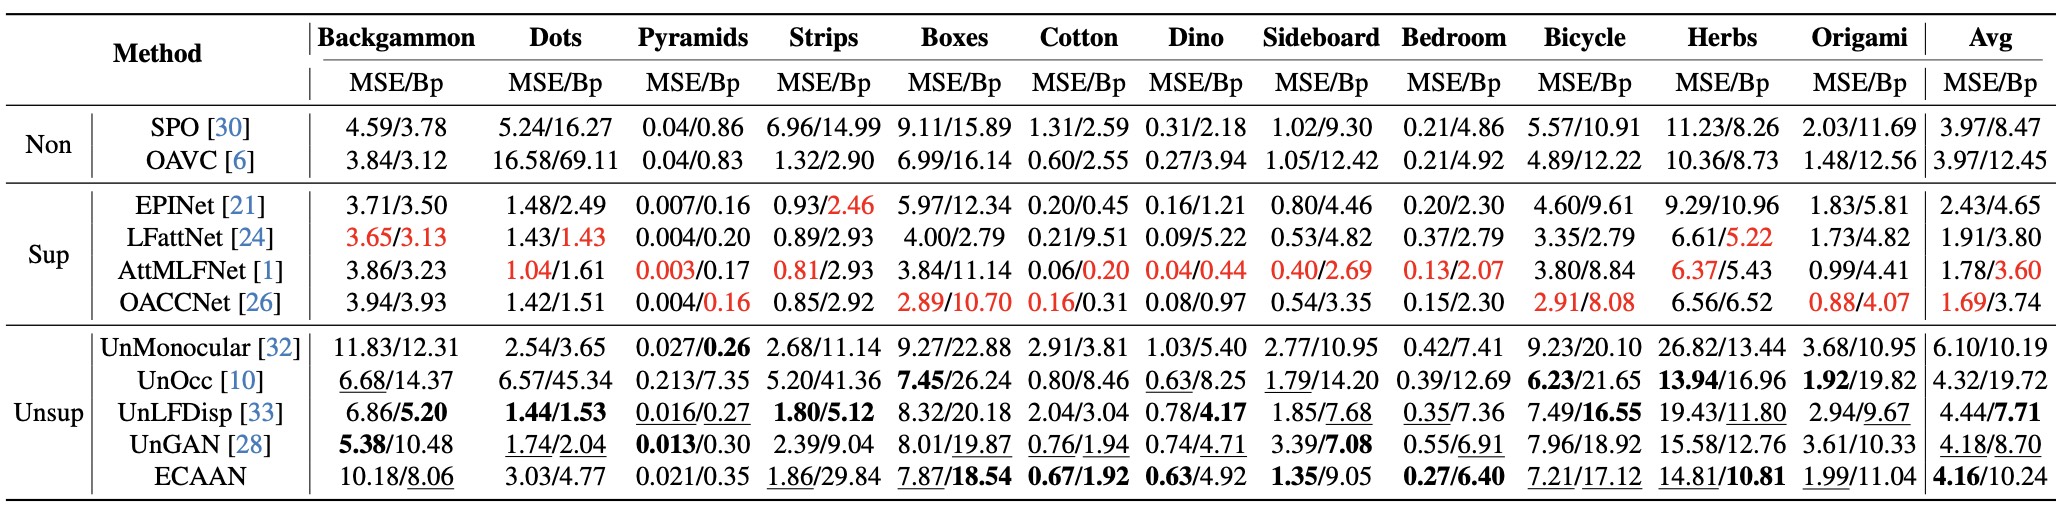 Method Backgammon Dots Pyramids Strips Boxes Cotton Dino Sideboard Bedroom Bicycle Herbs Origami Avg
MSE/Bp MSE/Bp MSE/Bp MSE/Bp MSE/Bp MSE/Bp MSE/Bp MSE/Bp MSE/Bp MSE/Bp MSE/Bp MSE/Bp MSE/Bp
Non SPO [30] 4.59/3.78 5.24/16.27 0.04/0.86 6.96/14.99 9.11/15.89 1.31/2.59 0.31/2.18 1.02/9.30 0.21/4.86 5.57/10.91 11.23/8.26 2.03/11.69 3.97/8.47
OAVC [6] 3.84/3.12 16.58/69.11 0.04/0.83 1.32/2.90 6.99/16.14 0.60/2.55 0.27/3.94 1.05/12.42 0.21/4.92 4.89/12.22 10.36/8.73 1.48/12.56 3.97/12.45
Sup EPINet [21] 3.71/3.50 1.48/2.49 0.007/0.16 0.93/2.46 5.97/12.34 0.20/0.45 0.16/1.21 0.80/4.46 0.20/2.30 4.60/9.61 9.29/10.96 1.83/5.81 2.43/4.65
LFattNet [24] 3.65/3.13 1.43/1.43 0.004/0.20 0.89/2.93 4.00/2.79 0.21/9.51 0.09/5.22 0.53/4.82 0.37/2.79 3.35/2.79 6.61/5.22 1.73/4.82 1.91/3.80
AttMLFNet [1] 3.86/3.23 1.04/1.61 0.003/0.17 0.81/2.93 3.84/11.14 0.06/0.20 0.04/0.44 0.40/2.69 0.13/2.07 3.80/8.84 6.37/5.43 0.99/4.41 1.78/3.60
OACCNet [26] 3.94/3.93 1.42/1.51 0.004/0.16 0.85/2.92 2.89/10.70 0.16/0.31 0.08/0.97 0.54/3.35 0.15/2.30 2.91/8.08 6.56/6.52 0.88/4.07 1.69/3.74
Unsup UnMonocular [32] 11.83/12.31 2.54/3.65 0.027/0.26 2.68/11.14 9.27/22.88 2.91/3.81 1.03/5.40 2.77/10.95 0.42/7.41 9.23/20.10 26.82/13.44 3.68/10.95 6.10/10.19
UnOcc [10] 6.68/14.37 6.57/45.34 0.213/7.35 5.20/41.36 7.45/26.24 0.80/8.46 0.63/8.25 1.79/14.20 0.39/12.69 6.23/21.65 13.94/16.96 1.92/19.82 4.32/19.72
UnLFDisp [33] 6.86/5.20 1.44/1.53 0.016/0.27 1.80/5.12 8.32/20.18 2.04/3.04 0.78/4.17 1.85/7.68 0.35/7.36 7.49/16.55 19.43/11.80 2.94/9.67 4.44/7.71
UnGAN [28] 5.38/10.48 1.74/2.04 0.013/0.30 2.39/9.04 8.01/19.87 0.76/1.94 0.74/4.71 3.39/7.08 0.55/6.91 7.96/18.92 15.58/12.76 3.61/10.33 4.18/8.70
ECAAN 10.18/8.06 3.03/4.77 0.021/0.35 1.86/29.84 7.87/18.54 0.67/1.92 0.63/4.92 1.35/9.05 0.27/6.40 7.21/17.12 14.81/10.81 1.99/11.04 4.16/10.24